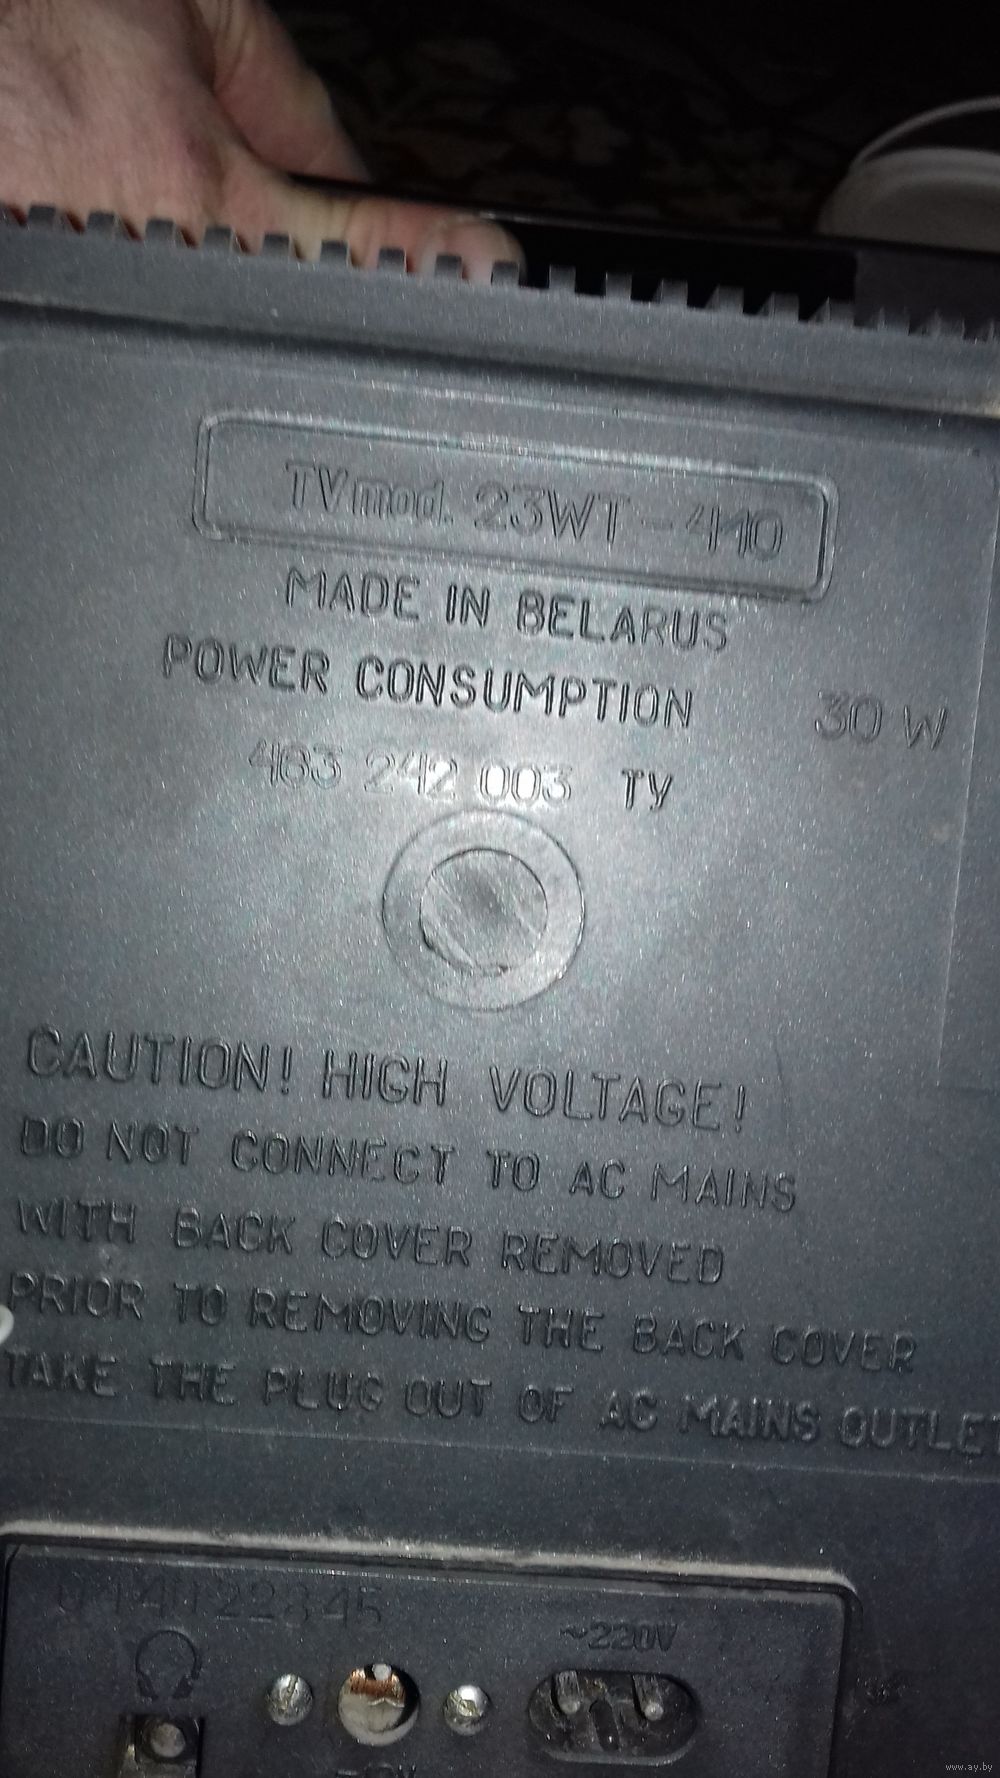 TV mod. 23WT-410
MADE IN BELARUS
POWER CONSUMPTION 30 W
463 242 003 ТУ
CAUTION! HIGH VOLTAGE!
DO NOT CONNECT TO AC MAINS
WITH BACK COVER REMOVED
PRIOR TO REMOVING THE BACK COVER
TAKE THE PLUG OUT OF AC MAINS OUTLET
~220V
www.ay.by